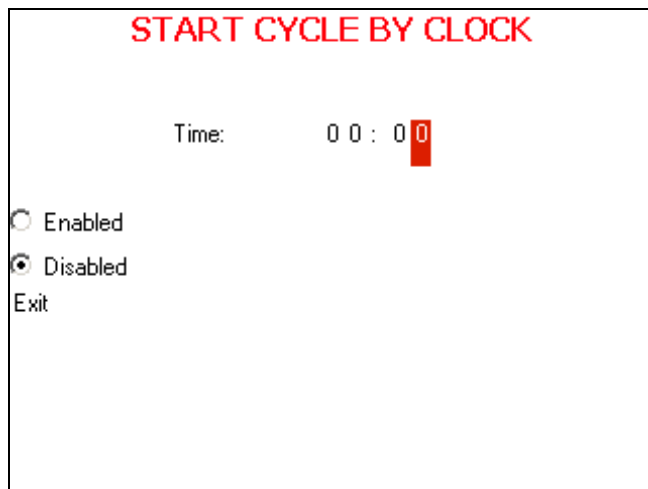 START CYCLE BY CLOCK
Time: 0 0 : 0 0
Enabled
Disabled
Exit